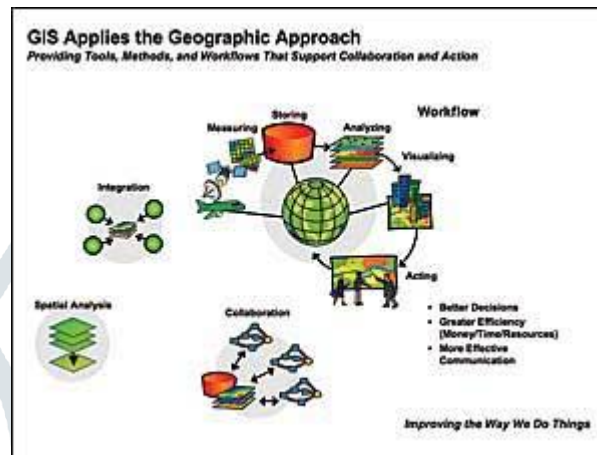 GIS Applies the Geographic Approach
Providing Tools, Methods, and Workflows That Support Collaboration and Action
Workflow
Storing
Measuring
Analyzing
Visualizing
Integration
Acting
Spatial Analysis
Collaboration
• Better Decisions
• Greater Efficiency
(Money/Time/Resources)
• More Effective
Communication
Improving the Way We Do Things